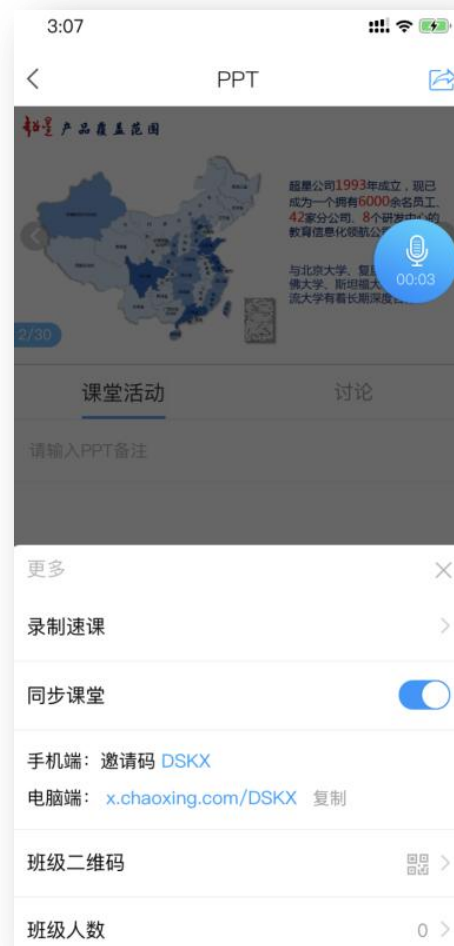 3:07
PPT
超星产品覆盖范围
超星公司1993年成立，现已
成为一个拥有6000余名员工、
42家分公司、8个研发中心的
教育信息化领航公
00:03
与北京大学、复
佛大学、斯坦福大
流大学有着长期深度
2/30
课堂活动 讨论
请输入PPT备注
更多
录制速课
同步课堂
手机端：邀请码 DSKX
电脑端： x.chaoxing.com/DSKX 复制
班级二维码
班级人数 0